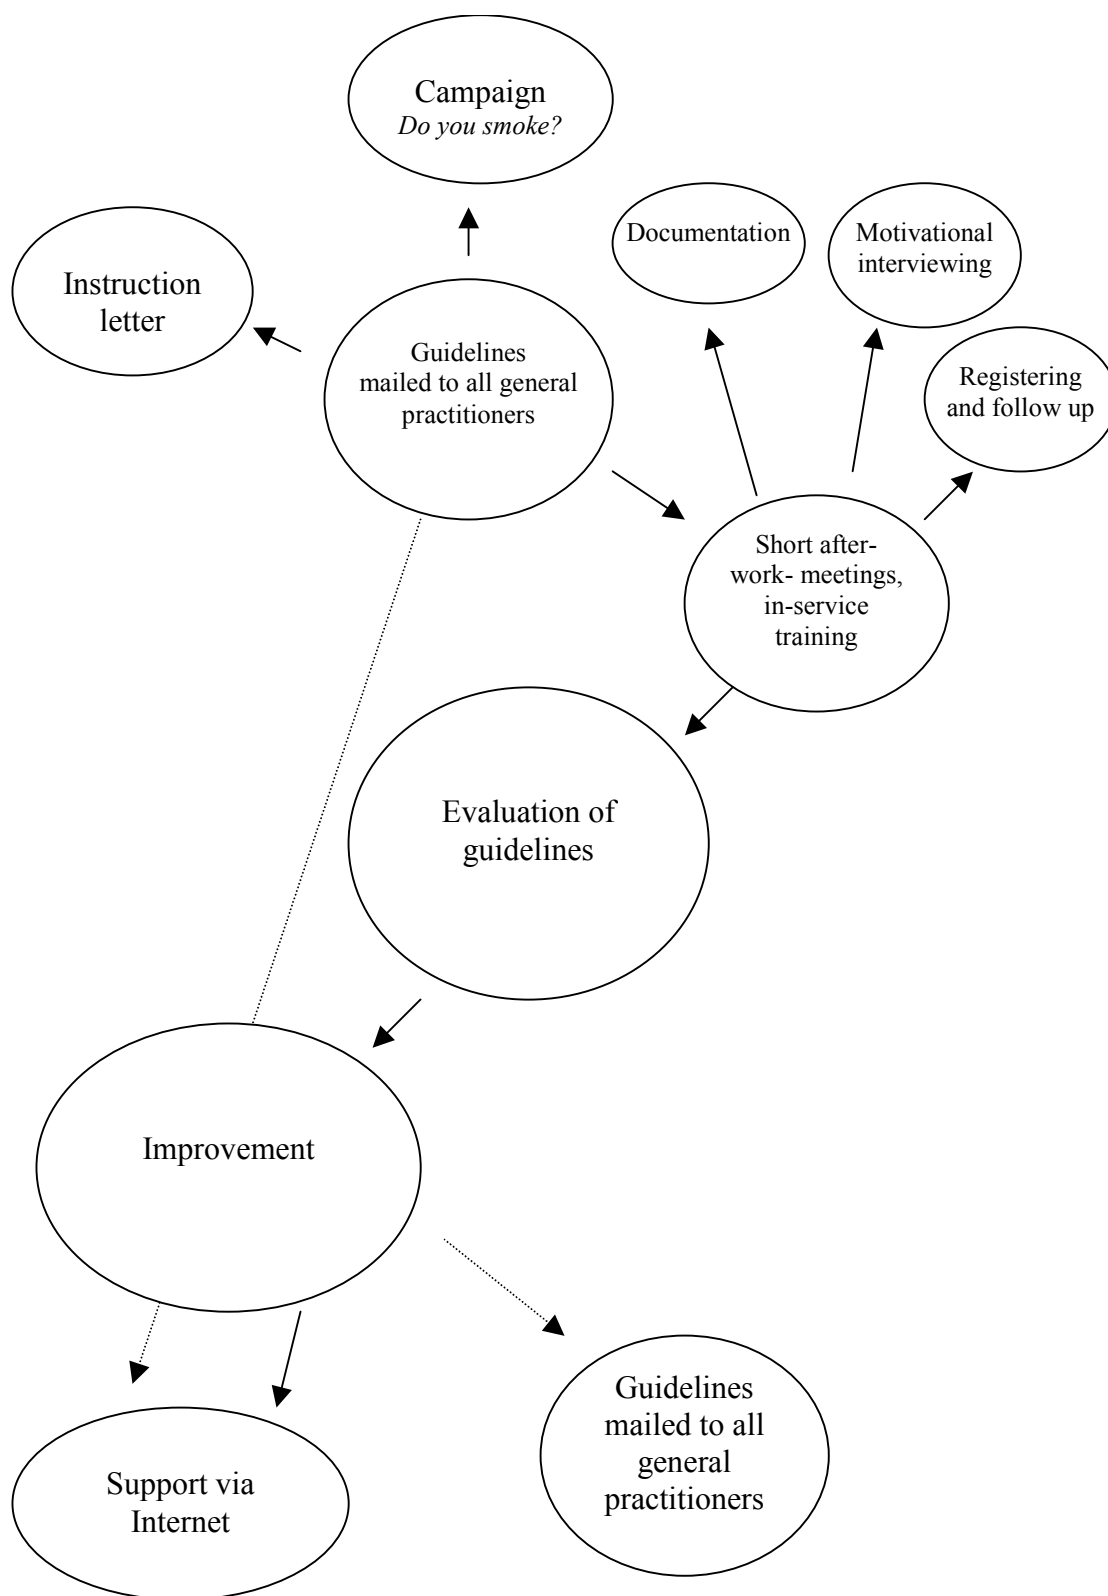 Campaign
Do you smoke?
Documentation
Motivational
interviewing
Instruction
letter
Guidelines
mailed to all general
practitioners
Registering
and follow up
Short after-
work- meetings,
in-service
training
Evaluation of
guidelines
Improvement
Guidelines
mailed to all
general
practitioners
Support via
Internet